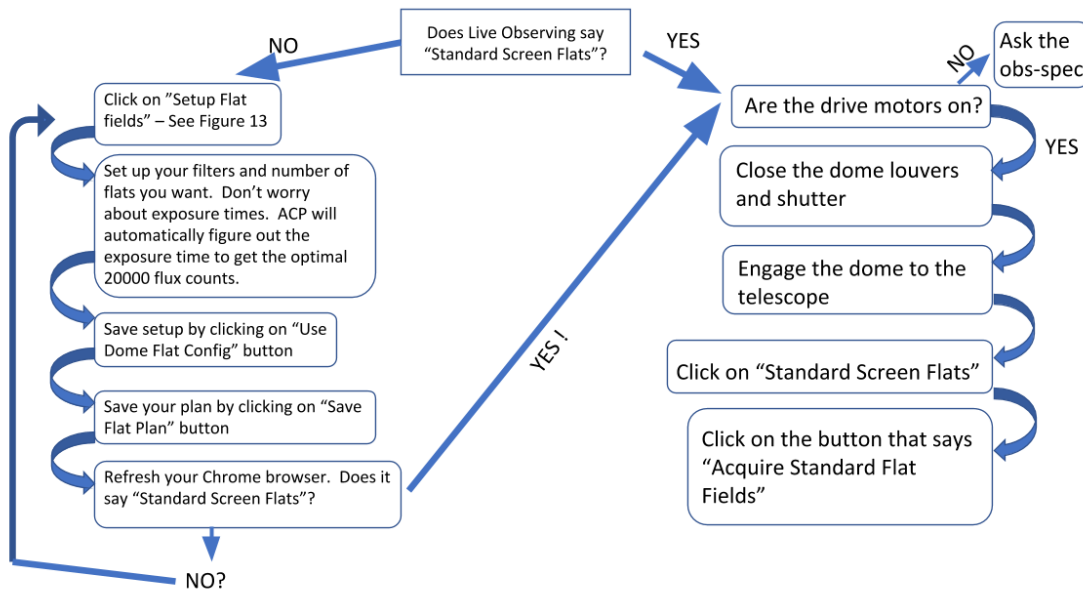 Does Live Observing say
“Standard Screen Flats”?
NO
YES
Click on ”Setup Flat
fields” – See Figure 13
Set up your filters and number of
flats you want. Don’t worry
about exposure times. ACP will
automatically figure out the
exposure time to get the optimal
20000 flux counts.
Save setup by clicking on “Use
Dome Flat Config” button
Save your plan by clicking on “Save
Flat Plan” button
Refresh your Chrome browser. Does it
say “Standard Screen Flats”?
NO?
YES !
Are the drive motors on?
NO
Ask the
obs-spec
YES
Close the dome louvers
and shutter
Engage the dome to the
telescope
Click on “Standard Screen Flats”
Click on the button that says
“Acquire Standard Flat
Fields”